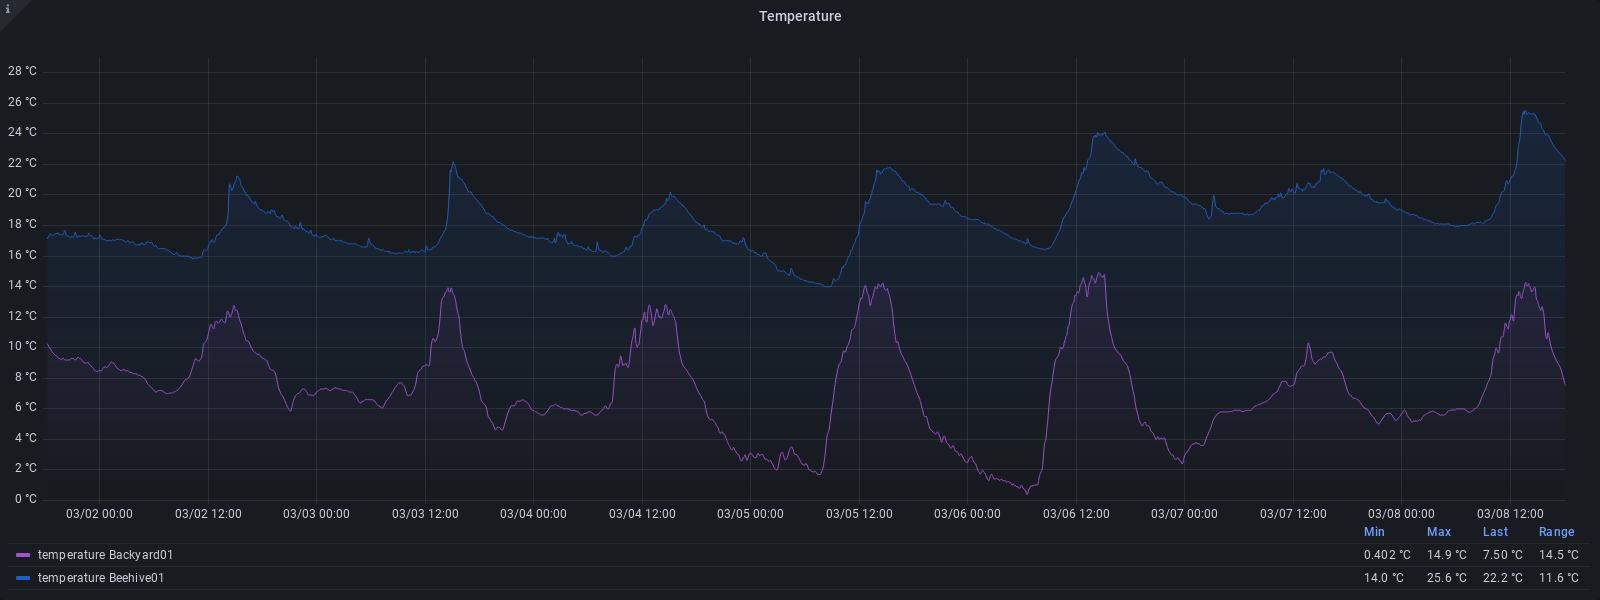 i
Temperature
28 °C
26 °C
24 °C
22 °C
20 °C
18 °C
16 °C
14 °C
12 °C
10 °C
8 °C
6 °C
4 °C
2 °C
0 °C
03/02 00:00 03/02 12:00 03/03 00:00 03/03 12:00 03/04 00:00 03/04 12:00 03/05 00:00 03/05 12:00 03/06 00:00 03/06 12:00 03/07 00:00 03/07 12:00 03/08 00:00 03/08 12:00
Min Max Last Range
temperature Backyard01 0.402 °C 14.9 °C 7.50 °C 14.5 °C
temperature Beehive01 14.0 °C 25.6 °C 22.2 °C 11.6 °C